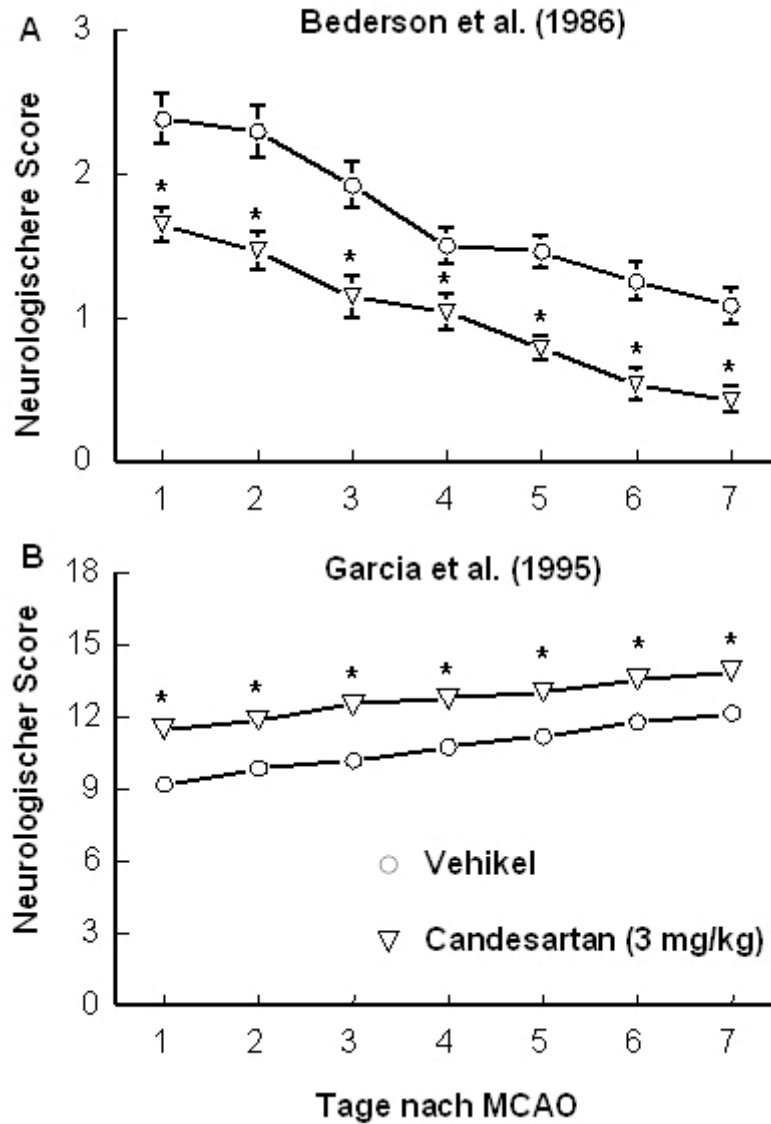 A
Bederson et al. (1986)
Neurologischere Score
3
2
1
0
*
*
*
*
*
*
*
1 2 3 4 5 6 7
B
Garcia et al. (1995)
Neurologischer Score
18
15
12
9
6
3
0
*
*
*
*
*
*
*
Vehikel
Candesartan (3 mg/kg)
1 2 3 4 5 6 7
Tage nach MCAO